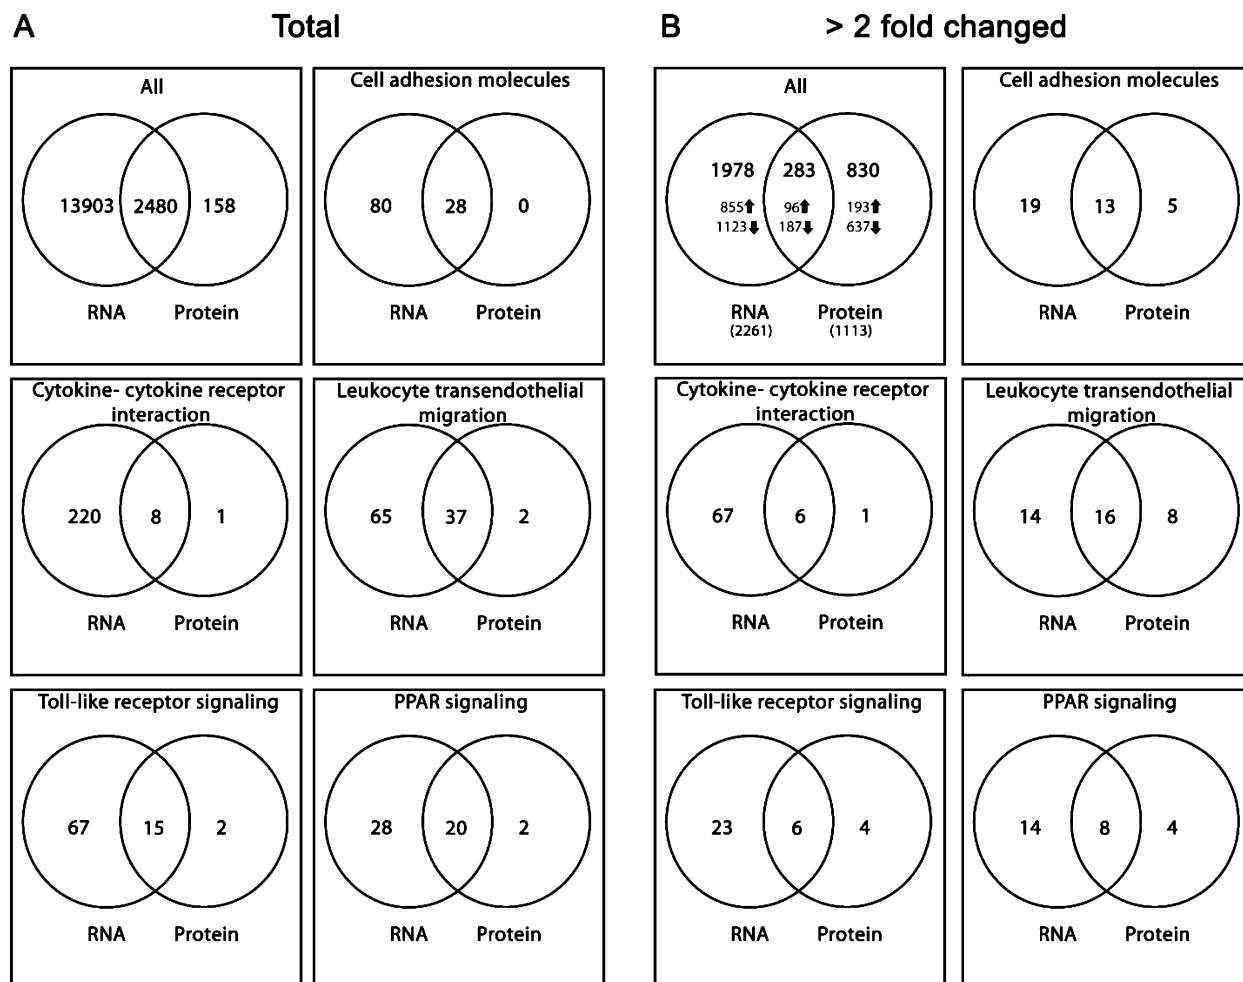 A Total
All
13903 2480 158
RNA Protein
Cell adhesion molecules
80 28 0
RNA Protein
Cytokine- cytokine receptor
interaction
220 8 1
RNA Protein
Leukocyte transendothelial
migration
65 37 2
RNA Protein
Toll-like receptor signaling
67 15 2
RNA Protein
PPAR signaling
28 20 2
RNA Protein
B > 2 fold changed
All
1978 283 830
855⬆ 96⬆ 193⬆
1123⬇ 187⬇ 637⬇
RNA Protein
(2261) (1113)
Cell adhesion molecules
19 13 5
RNA Protein
Cytokine- cytokine receptor
interaction
67 6 1
RNA Protein
Leukocyte transendothelial
migration
14 16 8
RNA Protein
Toll-like receptor signaling
23 6 4
RNA Protein
PPAR signaling
14 8 4
RNA Protein